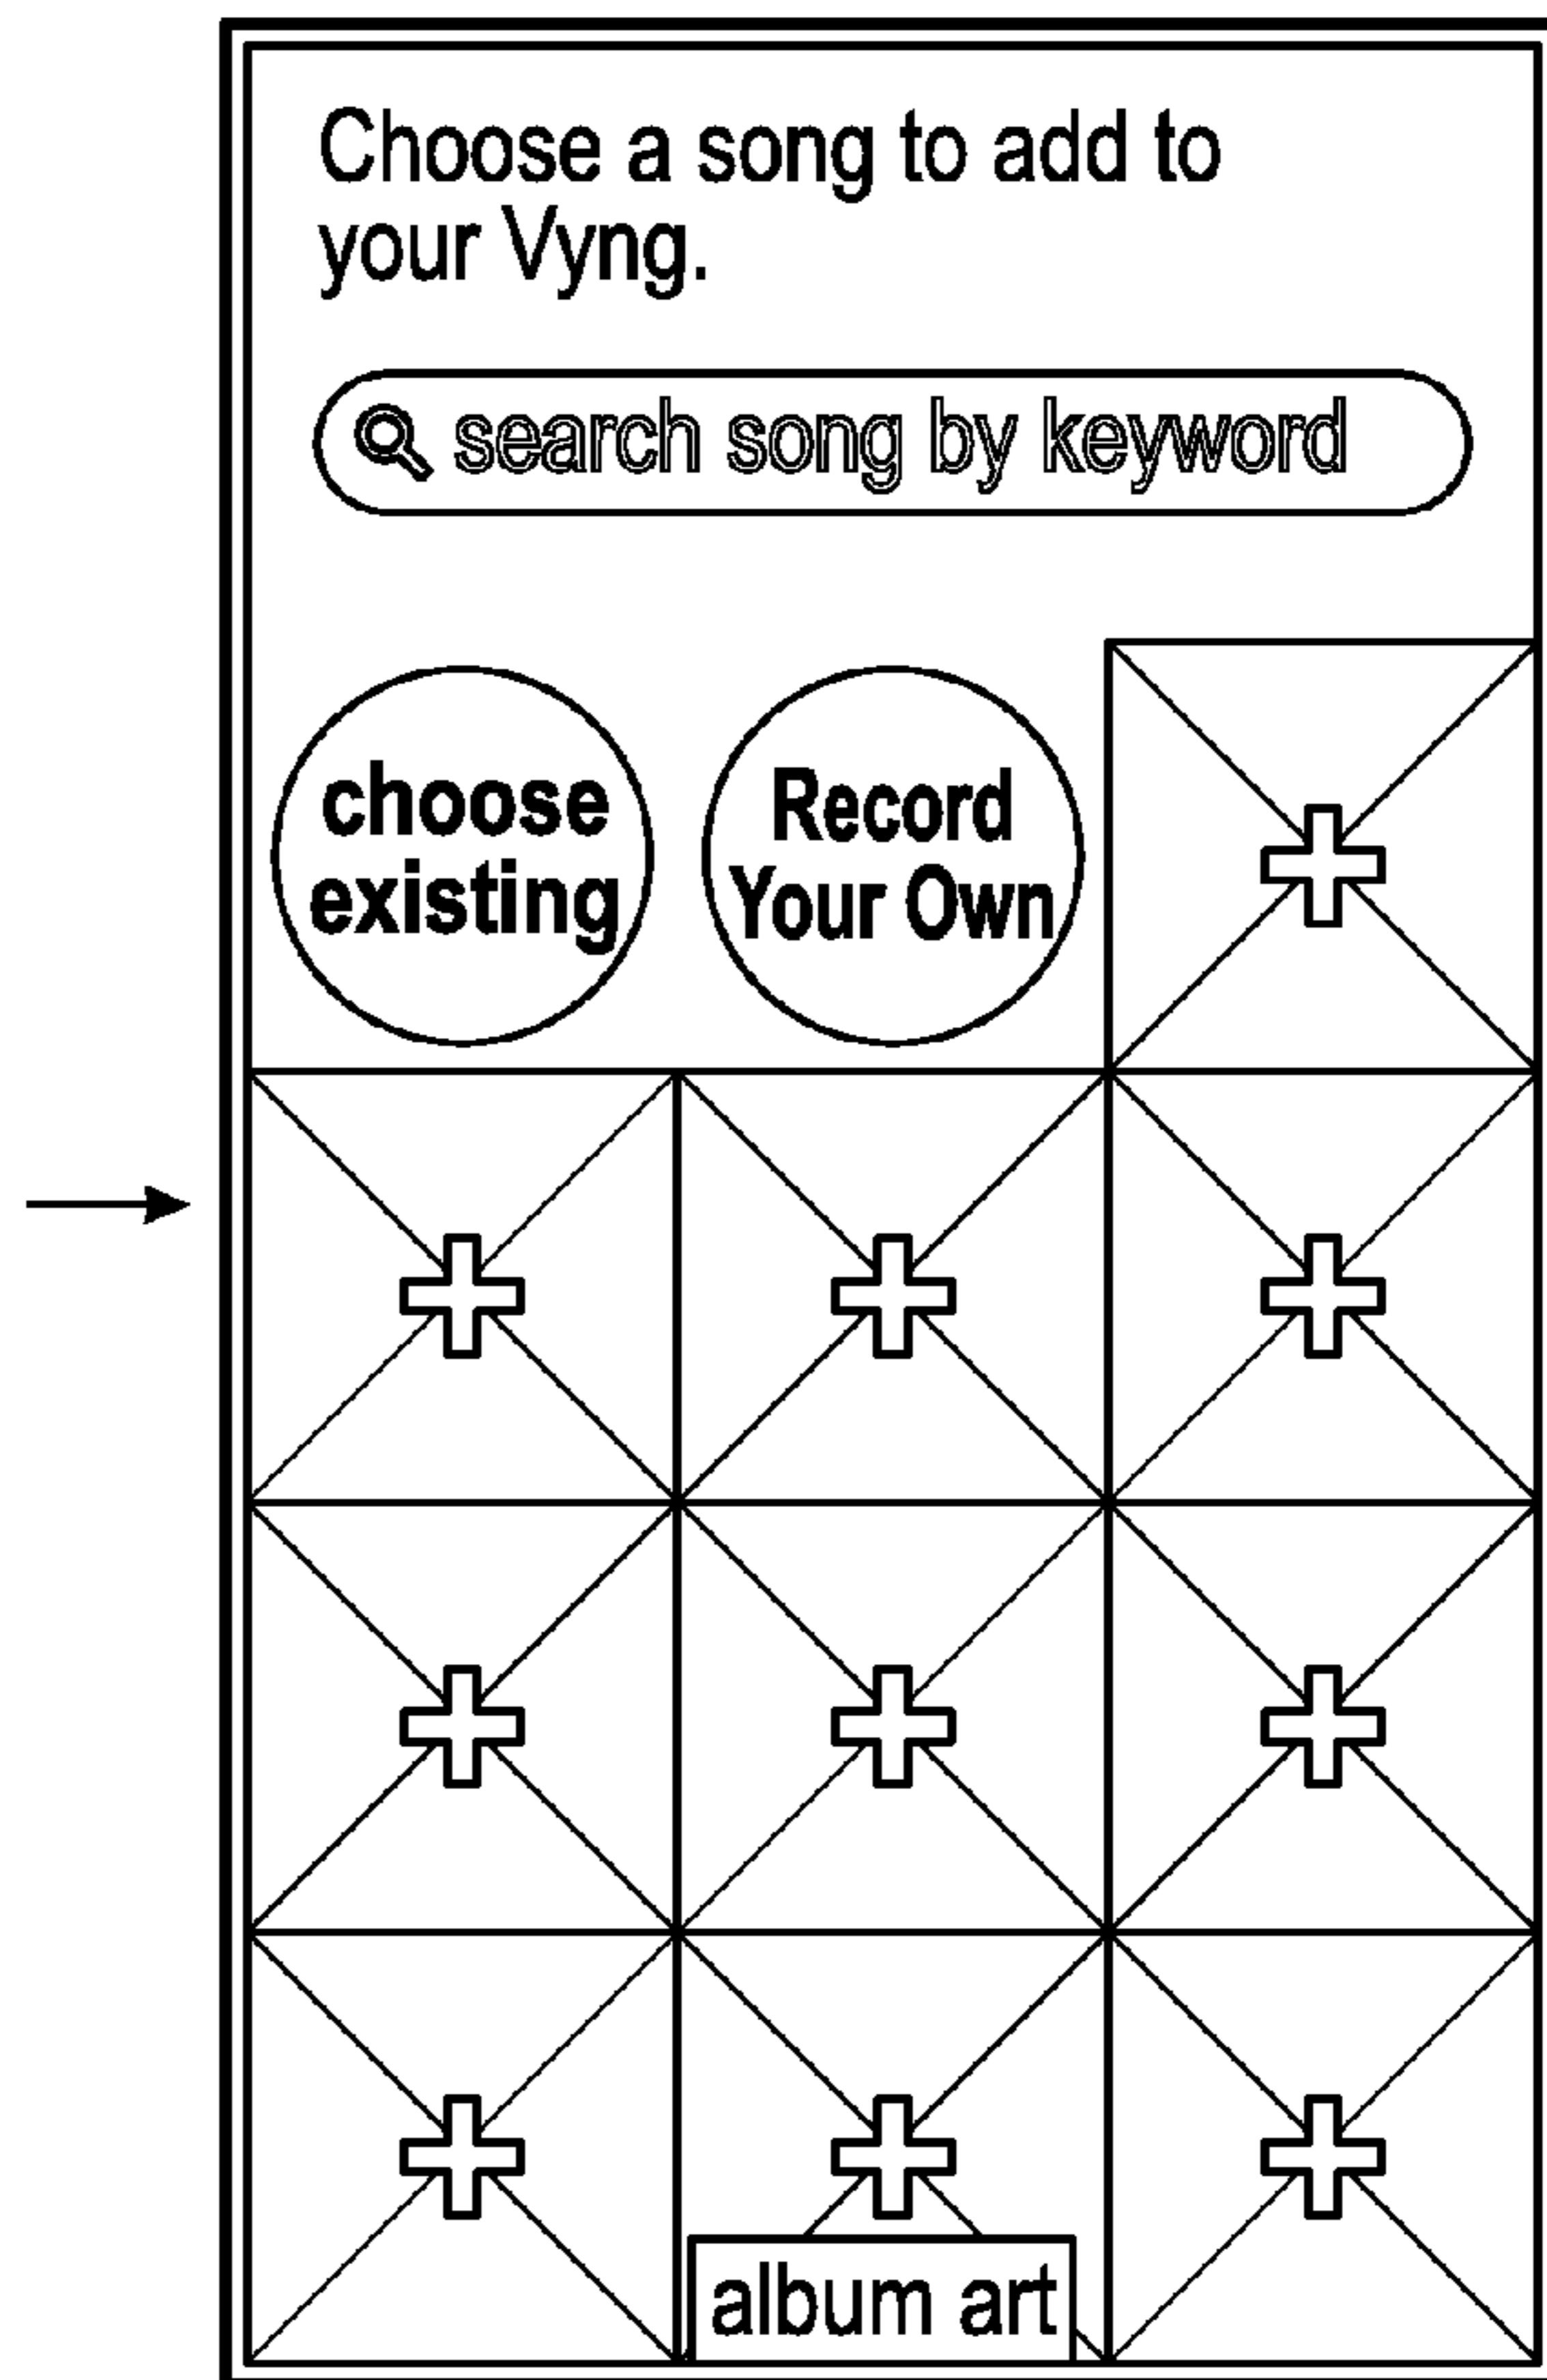 Choose a song to add to
your Vyng.
search song by keyword
choose
existing
Record
Your Own
album art